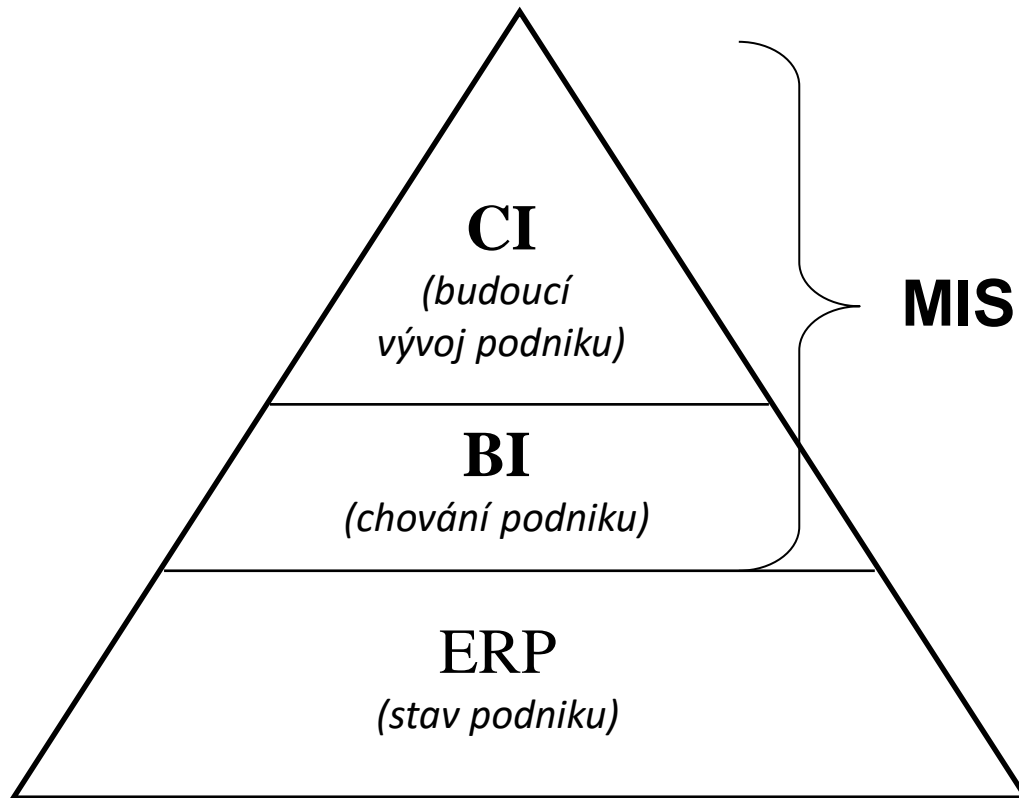 CI
(budoucí
vývoj podniku)
MIS
BI
(chování podniku)
ERP
(stav podniku)